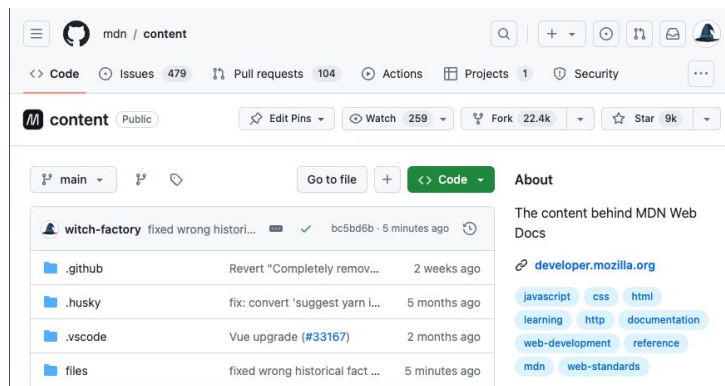 mdn / content
Code Issues 479 Pull requests 104 Actions Projects 1 Security
content Public Edit Pins Watch 259 Fork 22.4k Star 9k
main Go to file Code
witch-factory fixed wrong histori... bc5bd6b · 5 minutes ago
.github Revert "Completely remov... 2 weeks ago
.husky fix: convert 'suggest yarn i... 5 months ago
.vscode Vue upgrade (#33167) 2 months ago
files fixed wrong historical fact ... 5 minutes ago
About
The content behind MDN Web
Docs
developer.mozilla.org
javascript css html
learning http documentation
web-development reference
mdn web-standards